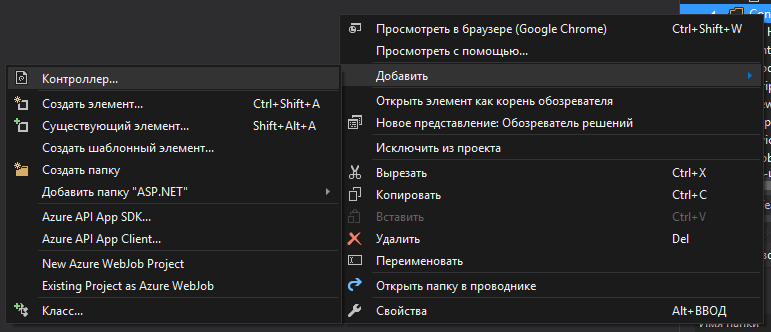 Просмотреть в браузере (Google Chrome) Ctrl+Shift+W
Просмотреть с помощью...
Добавить
Открыть элемент как корень обозревателя
Новое представление: Обозреватель решений
Исключить из проекта
Вырезать Ctrl+X
Копировать Ctrl+C
Вставить Ctrl+V
Удалить Del
Переименовать
Открыть папку в проводнике
Свойства Alt+ВВОД
Контроллер...
Создать элемент... Ctrl+Shift+A
Существующий элемент... Shift+Alt+A
Создать шаблонный элемент...
Создать папку
Добавить папку "ASP.NET"
Azure API App SDK...
Azure API App Client...
New Azure WebJob Project
Existing Project as Azure WebJob
Класс...
Имя папки